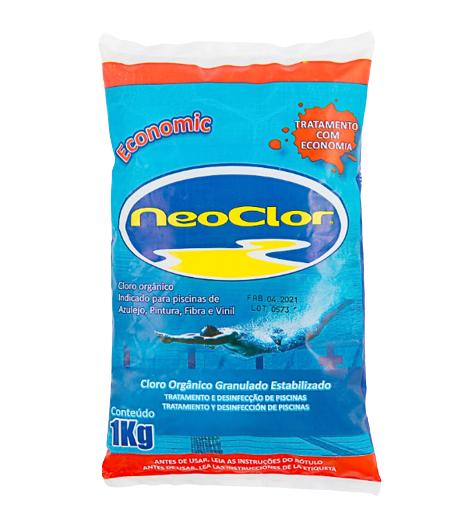 Economic
TRATAMENTO
COM
ECONOMIA
neoClor
Cloro orgânico
Indicado para piscinas de
Azulejo, Pintura, Fibra e Vinil
FAB.04.2021
LOT 0573
Cloro Orgânico Granulado Estabilizado
TRATAMENTO E DESINFECÇÃO DE PISCINAS
TRATAMIENTO Y DESINFECCIÓN DE PISCINAS
Conteúdo
1Kg
ANTES DE USAR, LEIA AS INSTRUÇÕES DO RÓTULO
ANTES DE USAR, LEA LAS INSTRUCCIONES DE LA ETIQUETA